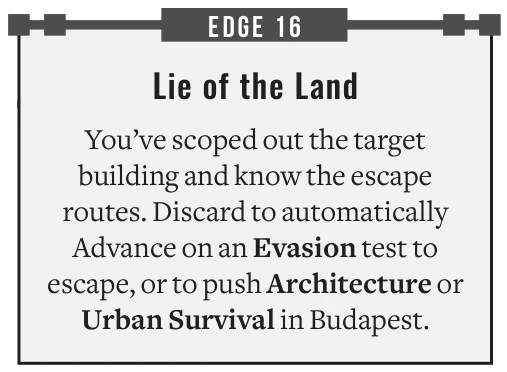 EDGE 16
Lie of the Land
You’ve scoped out the target
building and know the escape
routes. Discard to automatically
Advance on an Evasion test to
escape, or to push Architecture or
Urban Survival in Budapest.